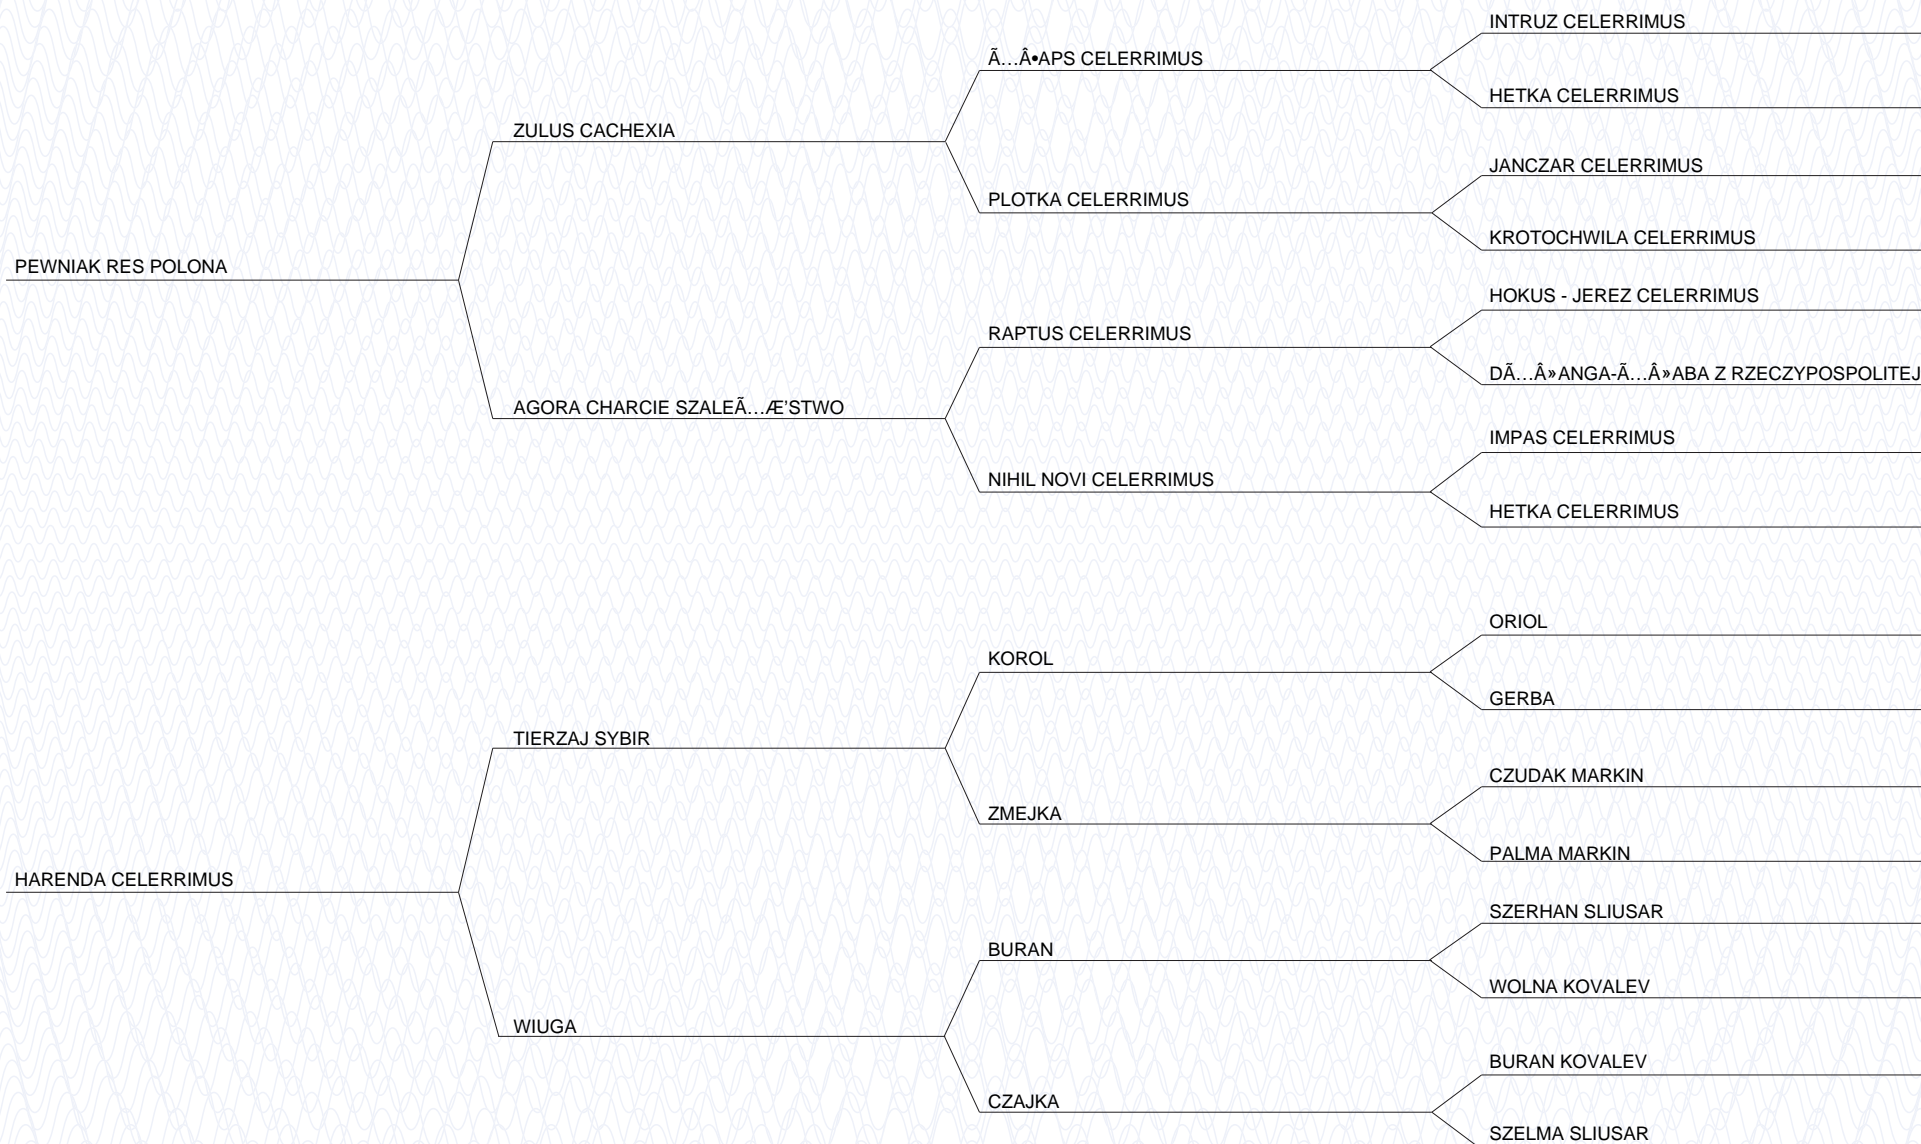 INTRUZ CELERRIMUS
Ã…Â•APS CELERRIMUS
HETKA CELERRIMUS
ZULUS CACHEXIA
JANCZAR CELERRIMUS
PLOTKA CELERRIMUS
KROTOCHWILA CELERRIMUS
PEWNIAK RES POLONA
HOKUS - JEREZ CELERRIMUS
RAPTUS CELERRIMUS
DÃ…Â»ANGA-Ã…Â»ABA Z RZECZYPOSPOLITEJ
AGORA CHARCIE SZALEÃ…Æ’STWO
IMPAS CELERRIMUS
NIHIL NOVI CELERRIMUS
HETKA CELERRIMUS
ORIOL
KOROL
GERBA
TIERZAJ SYBIR
CZUDAK MARKIN
ZMEJKA
PALMA MARKIN
HARENDA CELERRIMUS
SZERHAN SLIUSAR
BURAN
WOLNA KOVALEV
WIUGA
BURAN KOVALEV
CZAJKA
SZELMA SLIUSAR